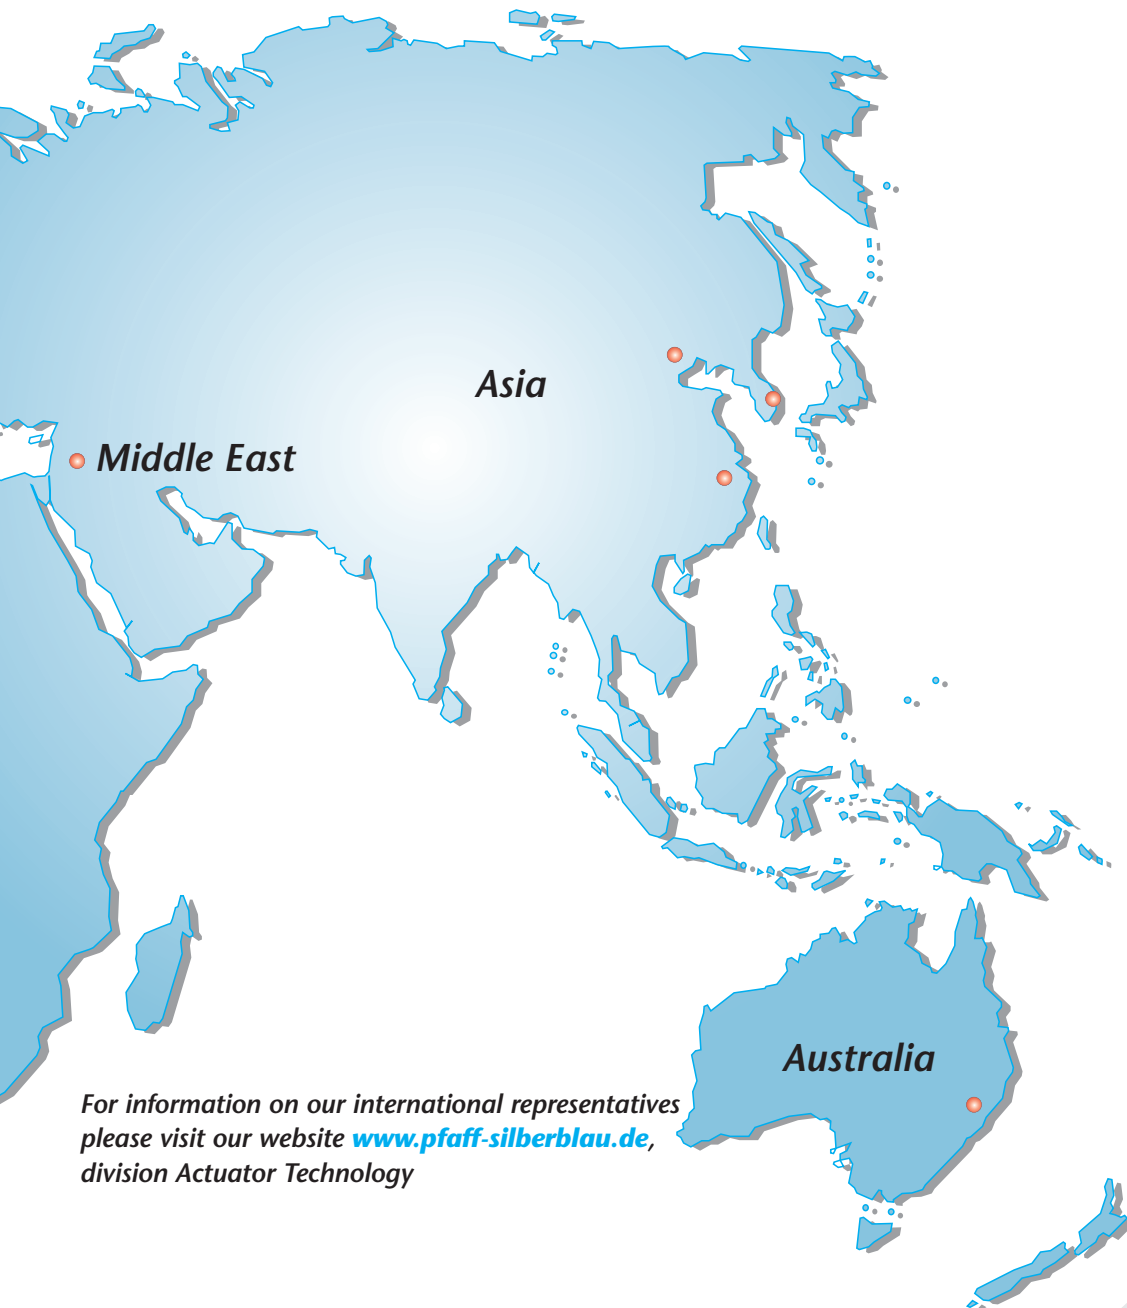 Asia
Middle East
Australia
For information on our international representatives
please visit our website www.pfaff-silberblau.de,
division Actuator Technology